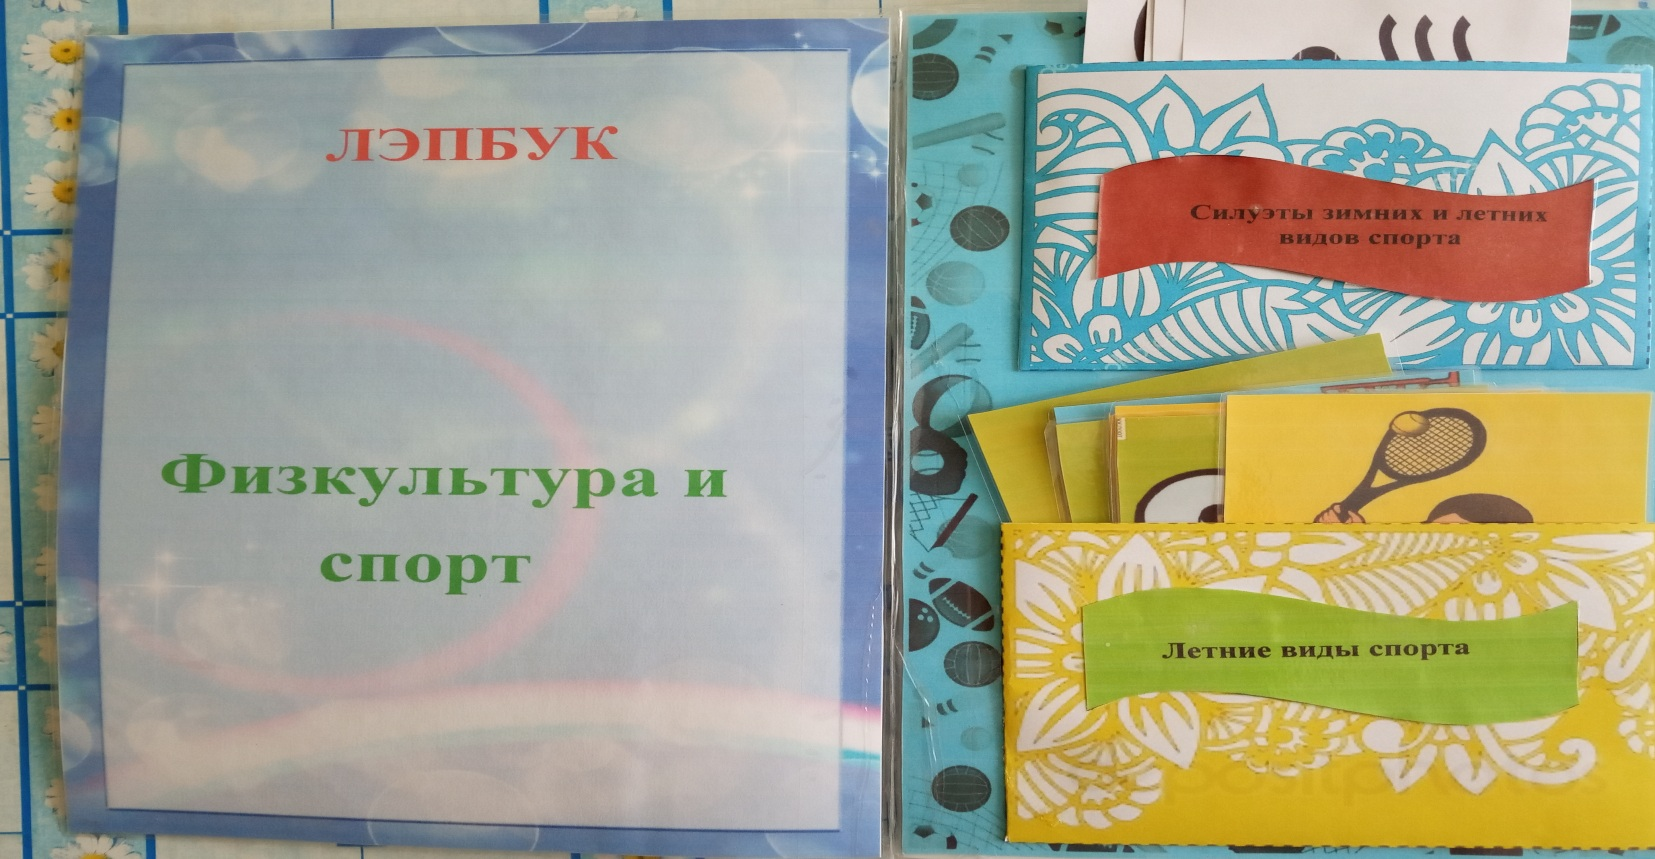 ЛЭПБУК
Физкультура и
спорт
Силуэты зимних и летних
видов спорта
Летние виды спорта